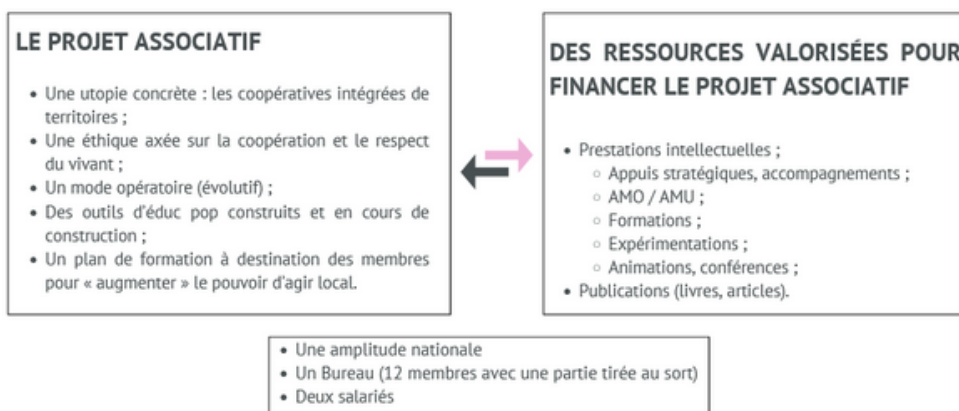 LE PROJET ASSOCIATIF
• Une utopie concrète : les coopératives intégrées de
territoires ;
• Une éthique axée sur la coopération et le respect
du vivant ;
• Un mode opératoire (évolutif) ;
• Des outils d'éduc pop construits et en cours de
construction ;
• Un plan de formation à destination des membres
pour « augmenter » le pouvoir d'agir local.
DES RESSOURCES VALORISÉES POUR
FINANCER LE PROJET ASSOCIATIF
• Prestations intellectuelles ;
◦ Appuis stratégiques, accompagnements ;
◦ AMO / AMU ;
◦ Formations ;
◦ Expérimentations ;
◦ Animations, conférences ;
• Publications (livres, articles).
• Une amplitude nationale
• Un Bureau (12 membres avec une partie tirée au sort)
• Deux salariés